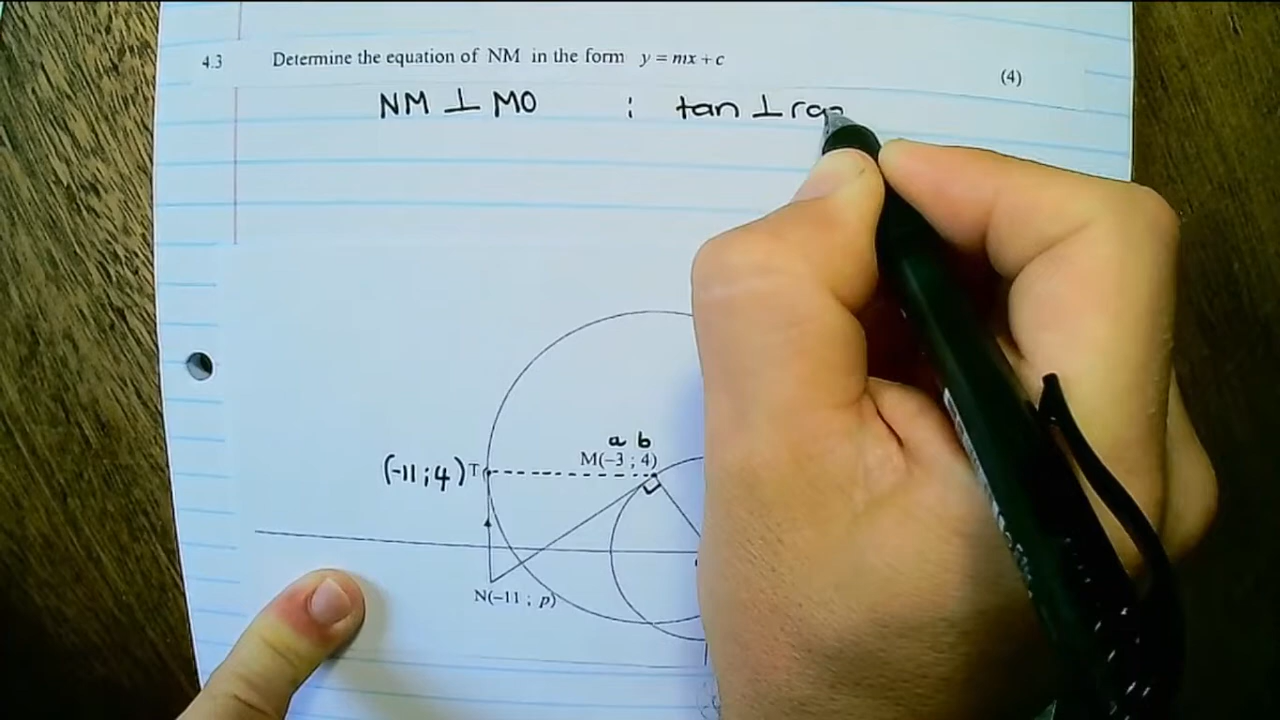 4.3 Determine the equation of NM in the form y = mx + c
(4)
NM ⊥ MO ; tan ⊥ rad
a b
M(−3 ; 4)
(-11 ; 4) T
N(−11 ; p)